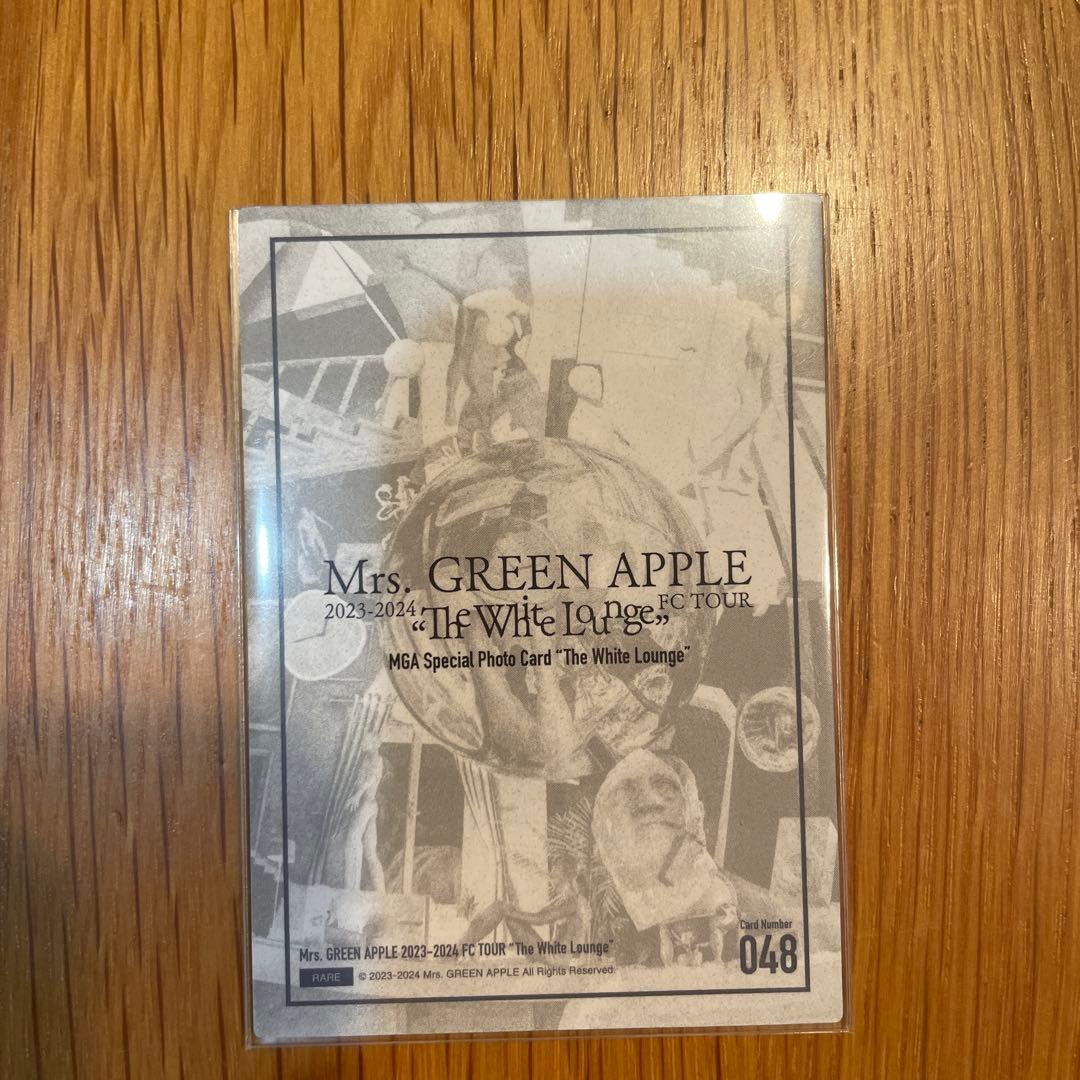 Mrs. GREEN APPLE
2023-2024 “The White Lounge” FC TOUR
MGA Special Photo Card “The White Lounge”
Card Number
048
Mrs. GREEN APPLE 2023-2024 FC TOUR “The White Lounge”
RARE © 2023-2024 Mrs. GREEN APPLE All Rights Reserved.